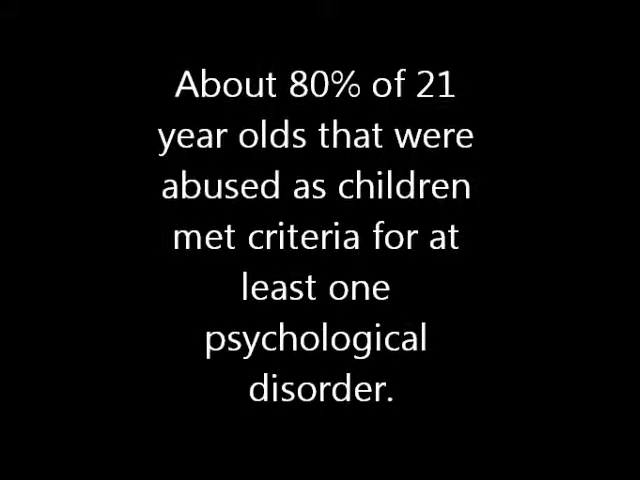 About 80% of 21
year olds that were
abused as children
met criteria for at
least one
psychological
disorder.